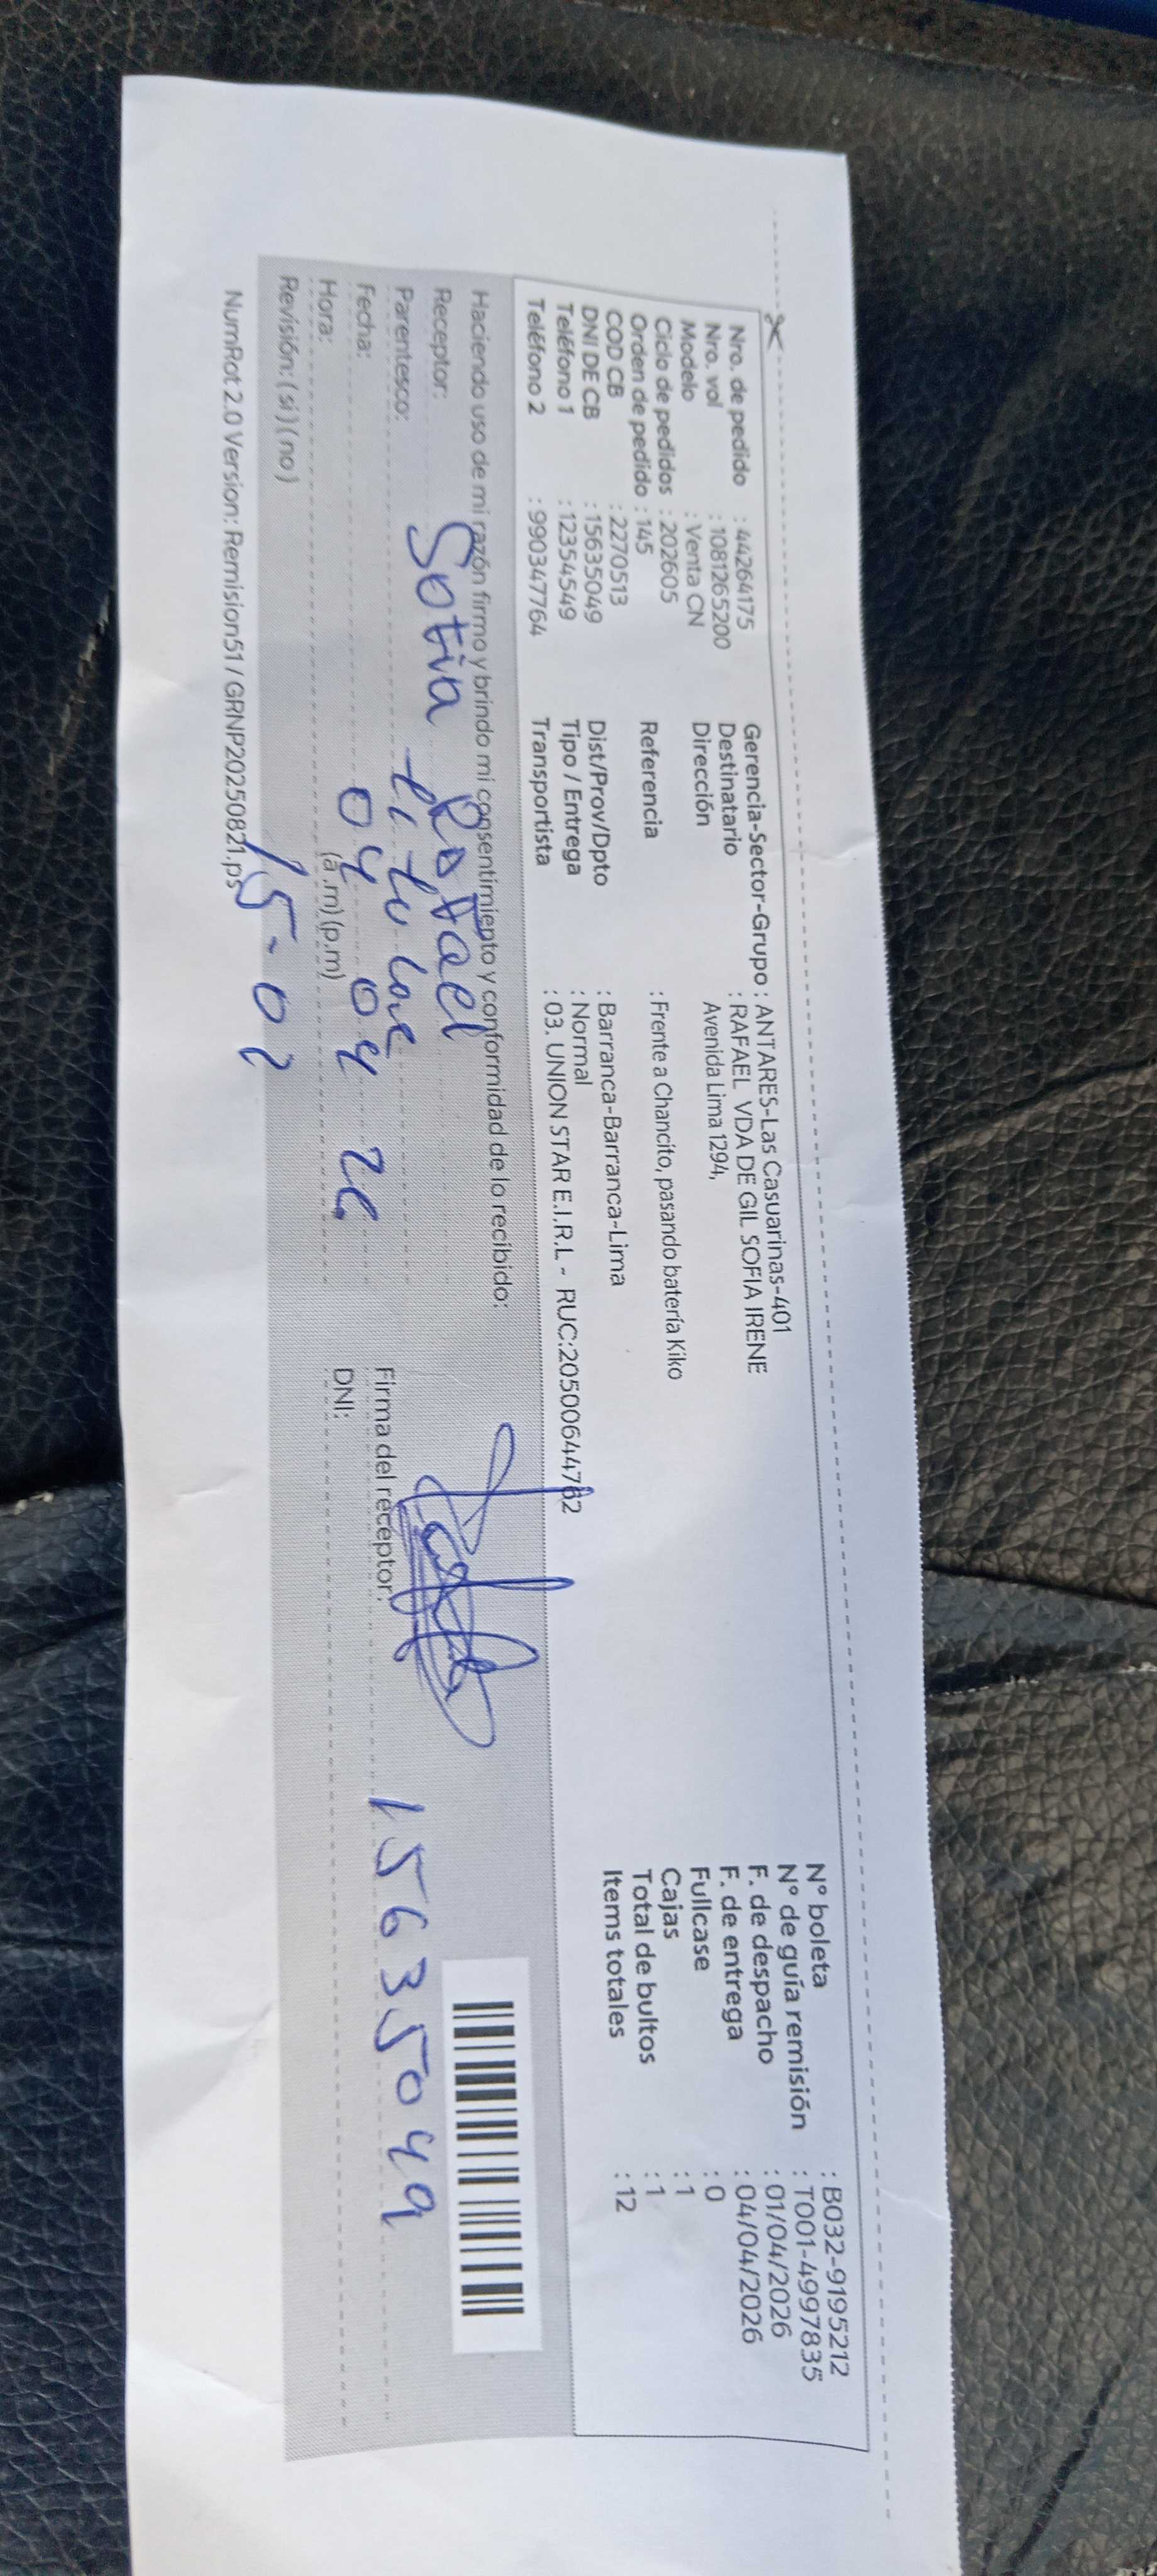 Nro. de pedido : 44264175
Nro. vol : 1081265200
Modelo : Venta CN
Ciclo de pedidos : 202605
Orden de pedido : 145
COD CB : 2270513
DNI DE CB : 15635049
Teléfono 1 : 12354549
Teléfono 2 : 990347764
Gerencia-Sector-Grupo : ANTARES-Las Casuarinas-401
Destinatario : RAFAEL VDA DE GIL SOFIA IRENE
Dirección Avenida Lima 1294,
Referencia : Frente a Chancito, pasando batería Kiko
Dist/Prov/Dpto : Barranca-Barranca-Lima
Tipo / Entrega : Normal
Transportista : 03. UNION STAR E.I.R.L - RUC:20500644762
N° boleta : B032-9195212
N° de guía remisión : T001-4997835
F. de despacho : 01/04/2026
F. de entrega : 04/04/2026
Fullcase : 0
Cajas : 1
Total de bultos : 1
Items totales : 12
Haciendo uso de mi razón firmo y brindo mi consentimiento y conformidad de lo recibido:
Receptor: Sofia Rafael
Parentesco: titular
Fecha: 04 04 26
Hora: (a.m) (p.m)
15-02
Revisión: ( si ) ( no )
Firma del receptor:
DNI: 15635049
NumRot 2.0 Version: Remision51 / GRNP20250821.ps